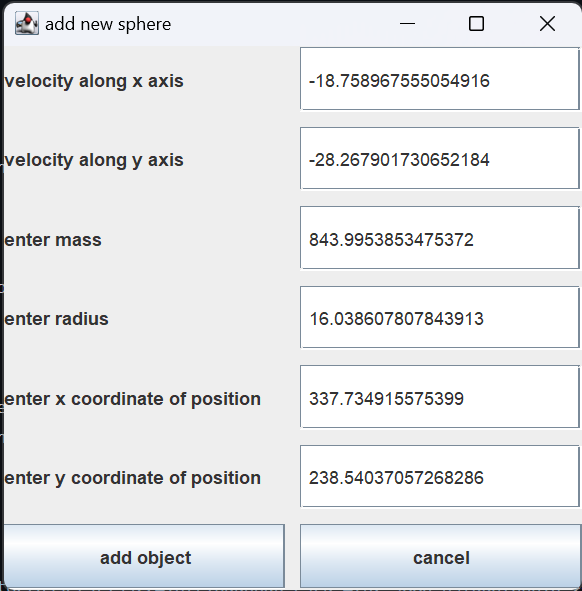 add new sphere
velocity along x axis -18.758967555054916
velocity along y axis -28.267901730652184
enter mass 843.9953853475372
enter radius 16.038607807843913
enter x coordinate of position 337.734915575399
enter y coordinate of position 238.54037057268286
add object cancel